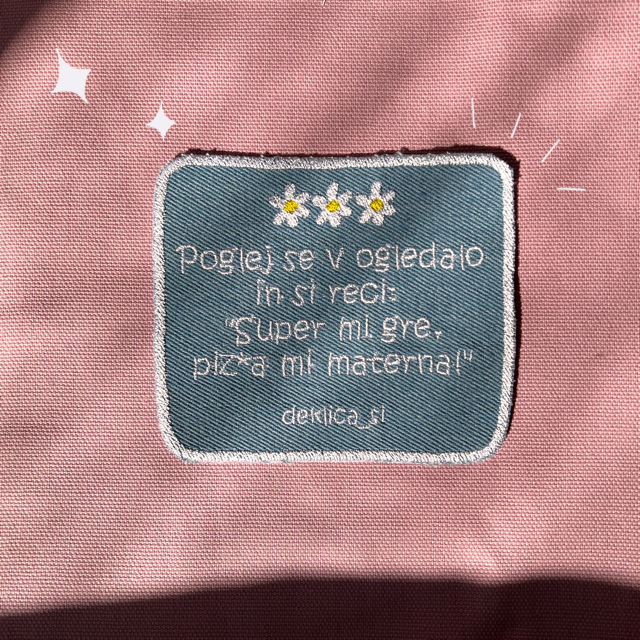 Poglej se v ogledalo
in si reci:
"Super mi gre,
piz*a mi materna!"
deklica_si